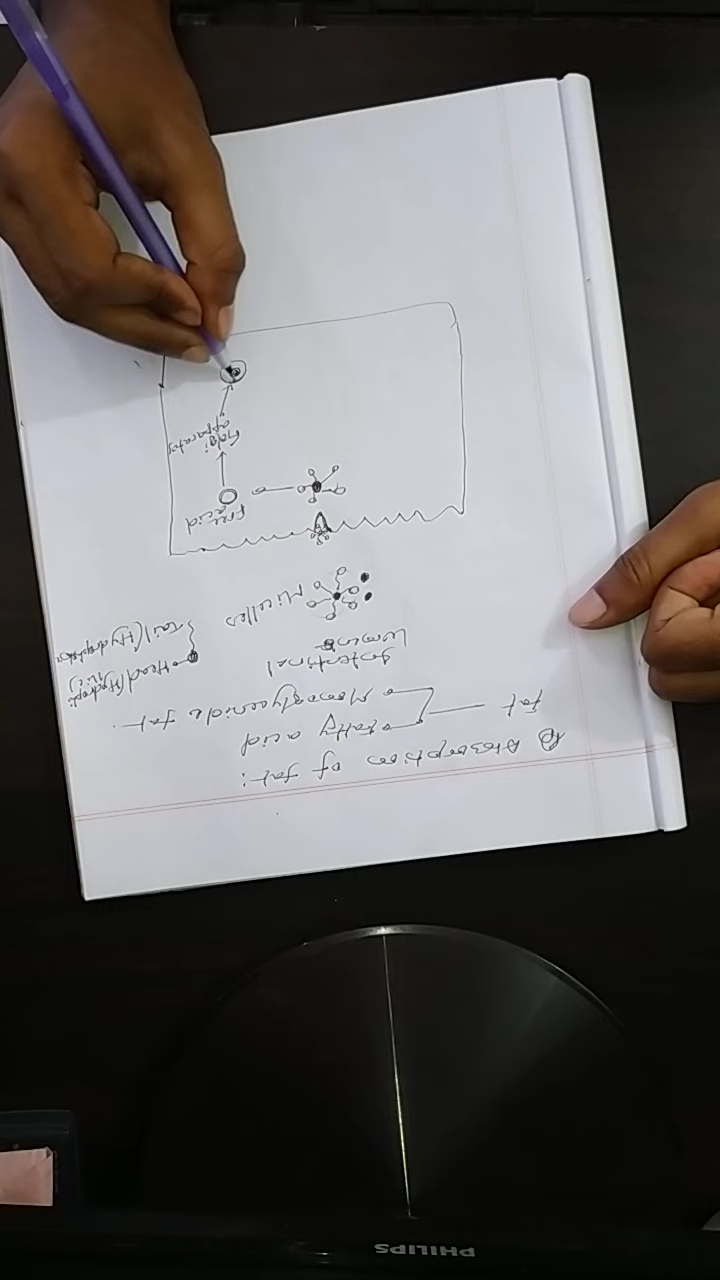 Absorption of fat:
Fat
Fatty acid
Monoglyceride fat.
Intestinal
Lumen
Head (Hydrophilic)
Tail (Hydrophobic
Micelles
Free
acid
Golgi
apparatus
PHILIPS